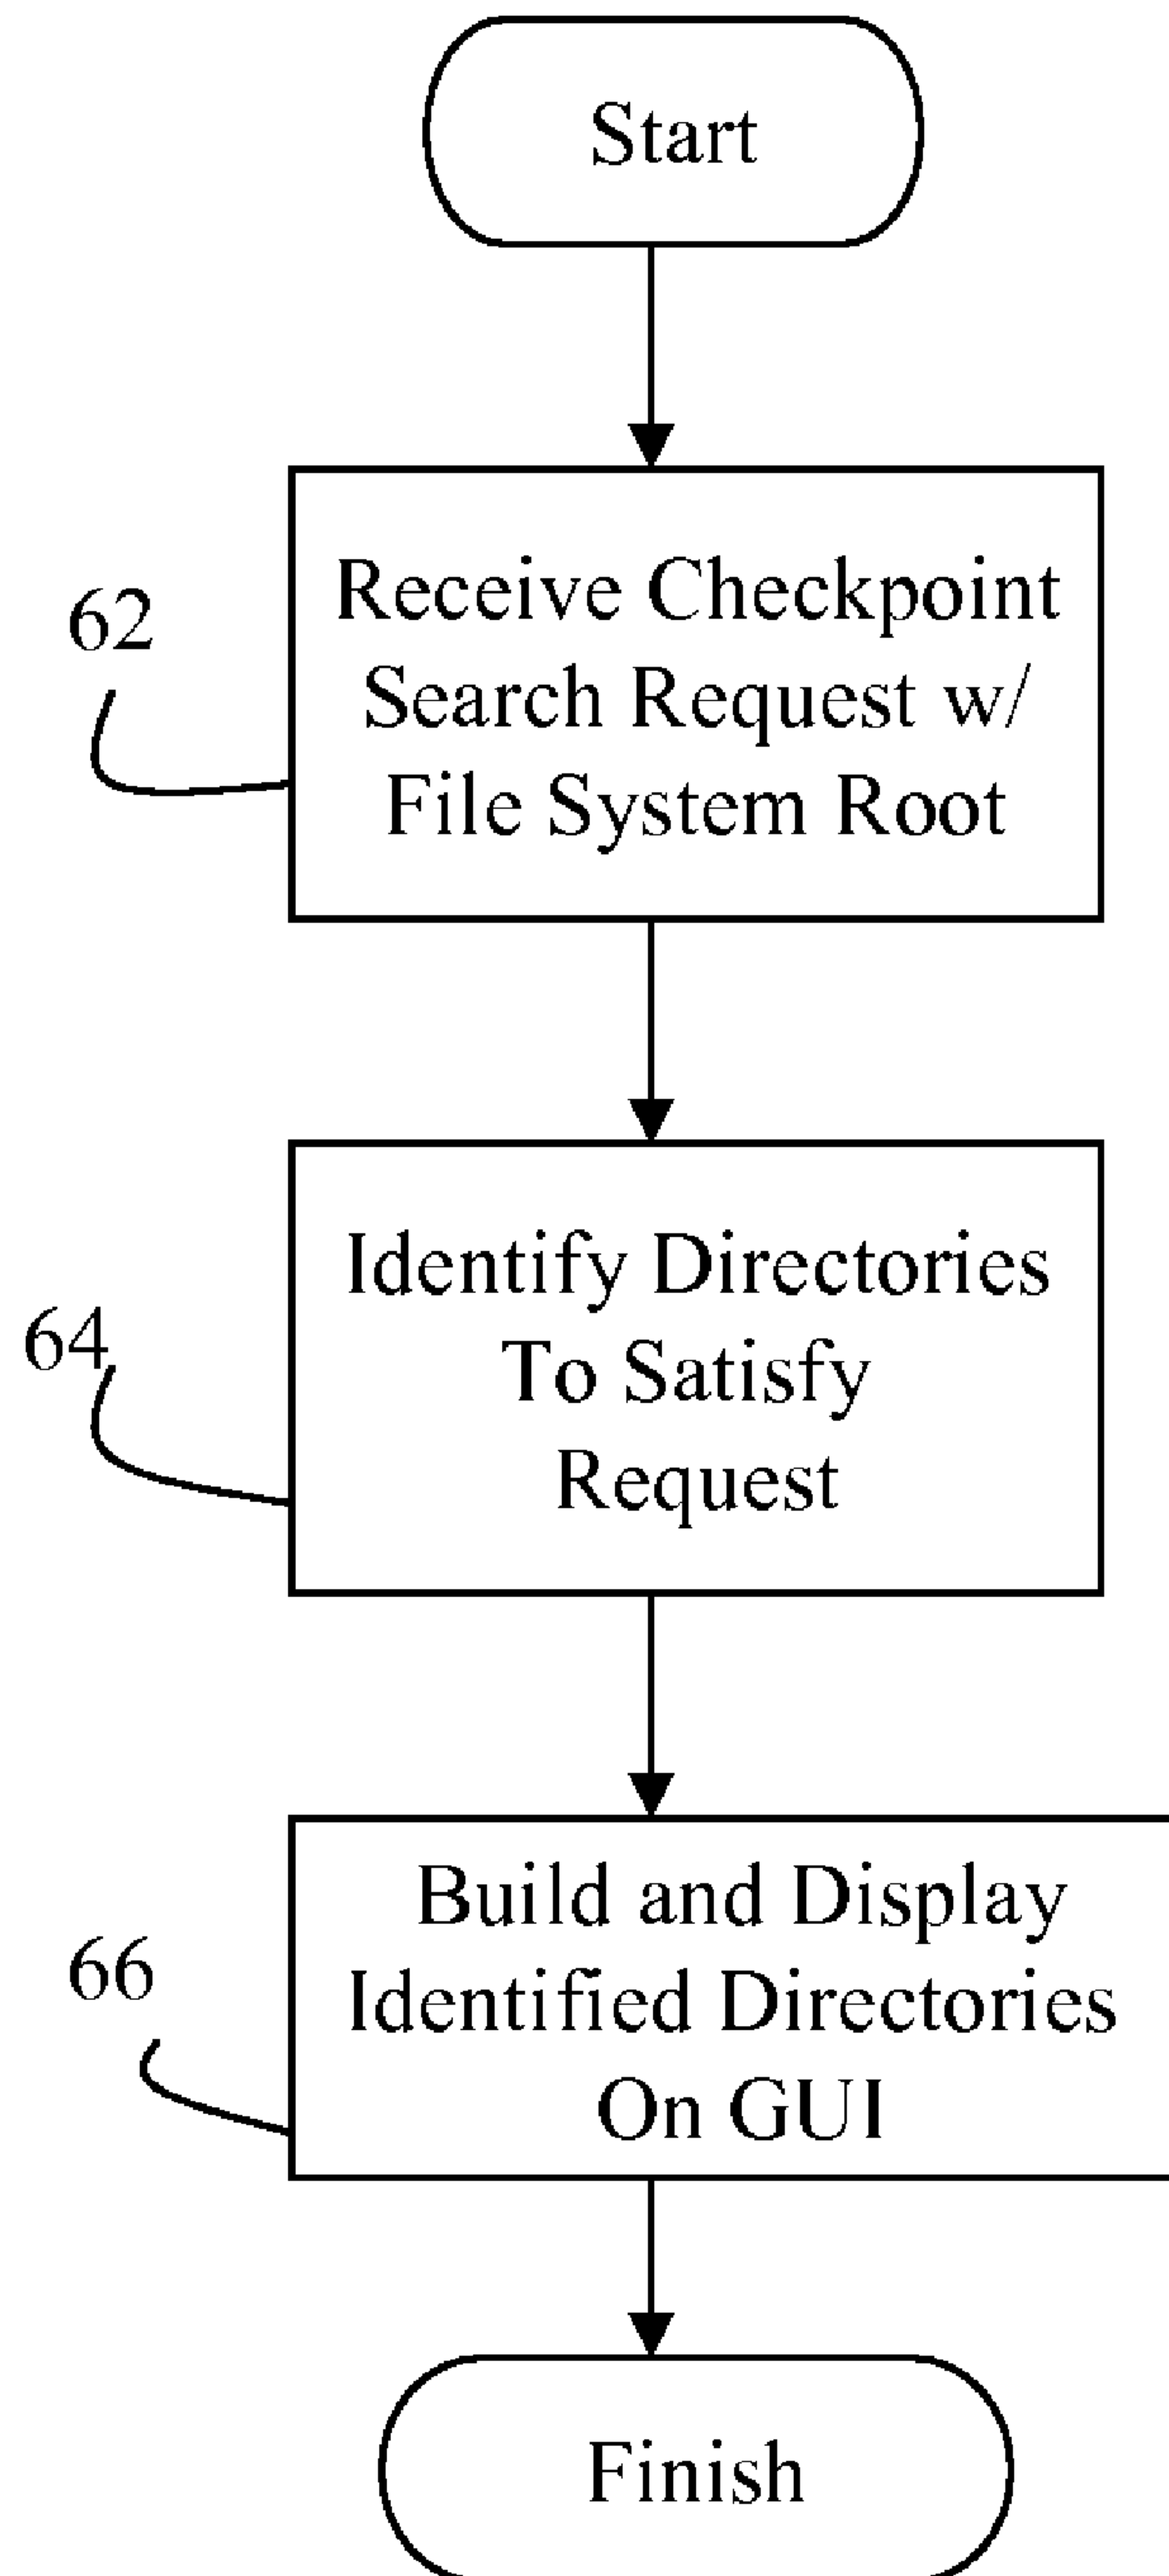 Start
62
Receive Checkpoint
Search Request w/
File System Root
64
Identify Directories
To Satisfy
Request
66
Build and Display
Identified Directories
On GUI
Finish